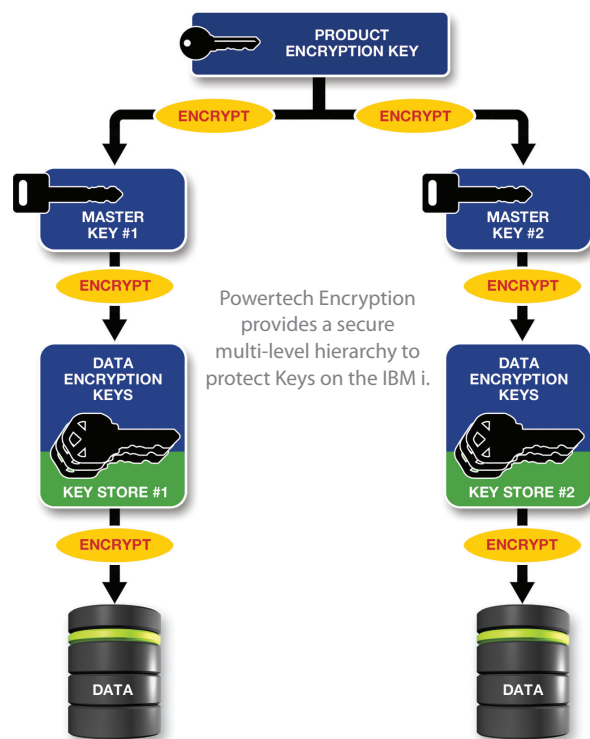 PRODUCT
ENCRYPTION KEY
ENCRYPT
ENCRYPT
MASTER
KEY #1
MASTER
KEY #2
ENCRYPT
ENCRYPT
Powertech Encryption
provides a secure
multi-level hierarchy to
protect Keys on the IBM i.
DATA
ENCRYPTION
KEYS
KEY STORE #1
DATA
ENCRYPTION
KEYS
KEY STORE #2
ENCRYPT
ENCRYPT
DATA
DATA